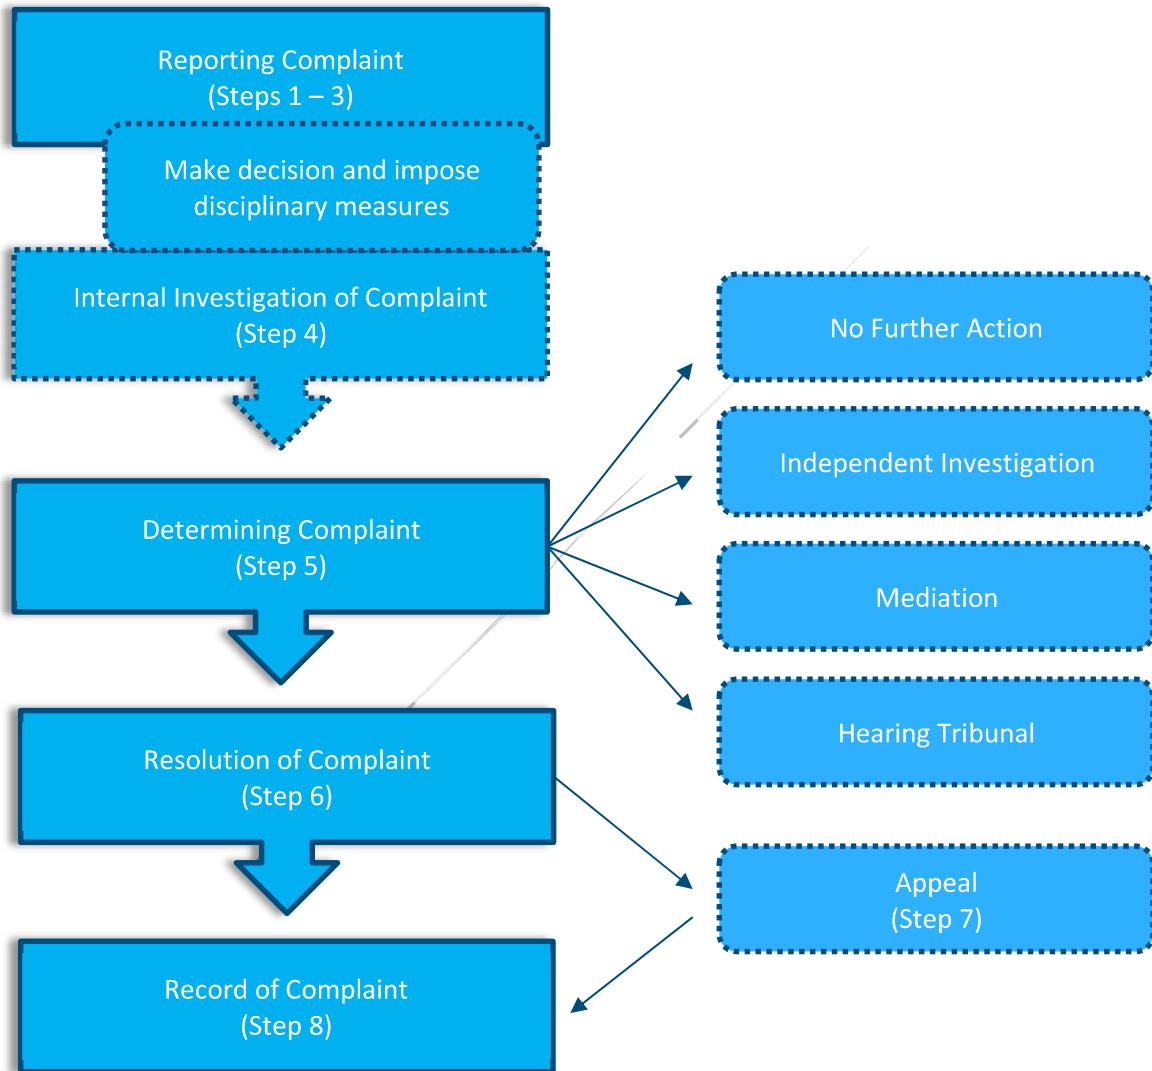 Reporting Complaint
(Steps 1 – 3)
Make decision and impose
disciplinary measures
Internal Investigation of Complaint
(Step 4)
No Further Action
Independent Investigation
Determining Complaint
(Step 5)
Mediation
Hearing Tribunal
Resolution of Complaint
(Step 6)
Appeal
(Step 7)
Record of Complaint
(Step 8)